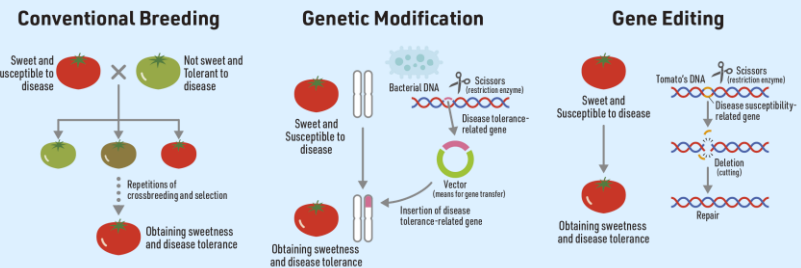 Conventional Breeding
Sweet and
usceptible to
disease
Not sweet and
Tolerant to
disease
Repetitions of
crossbreeding and selection
Obtaining sweetness
and disease tolerance
Genetic Modification
Bacterial DNA
Scissors
(restriction enzyme)
Sweet and
Susceptible to
disease
Disease tolerance-
related gene
Vector
(means for gene transfer)
Insertion of disease
tolerance-related gene
Obtaining sweetness
and disease tolerance
Gene Editing
Sweet and
Susceptible to disease
Tomato's DNA
Scissors
(restriction enzyme)
Disease susceptibility-
related gene
Deletion
(cutting)
Repair
Obtaining sweetness
and disease tolerance